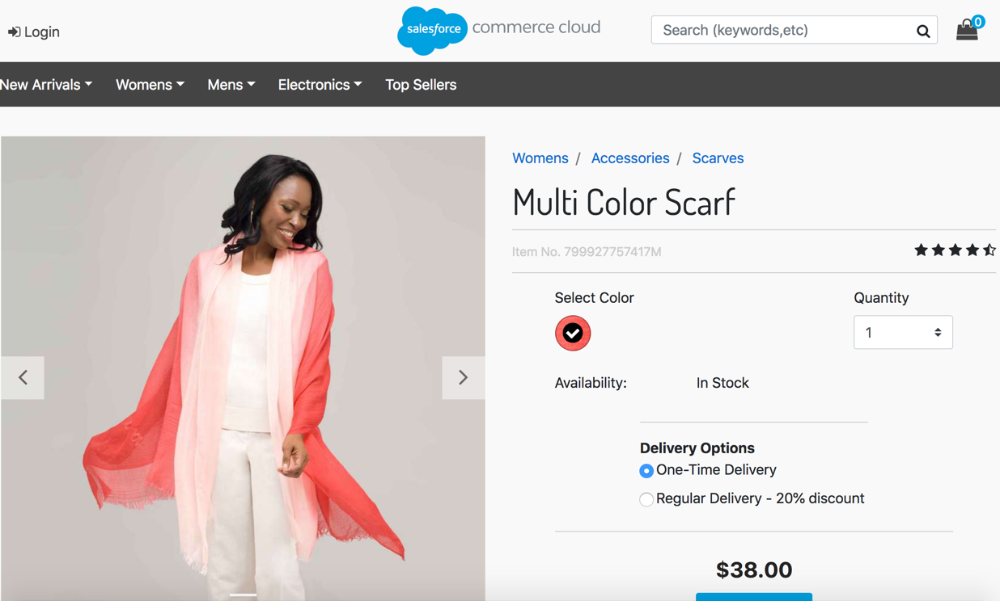 Login
salesforce commerce cloud
Search (keywords,etc)
0
New Arrivals Womens Mens Electronics Top Sellers
Womens / Accessories / Scarves
Multi Color Scarf
Item No. 799927757417M
Select Color
Quantity
1
Availability: In Stock
Delivery Options
One-Time Delivery
Regular Delivery - 20% discount
$38.00